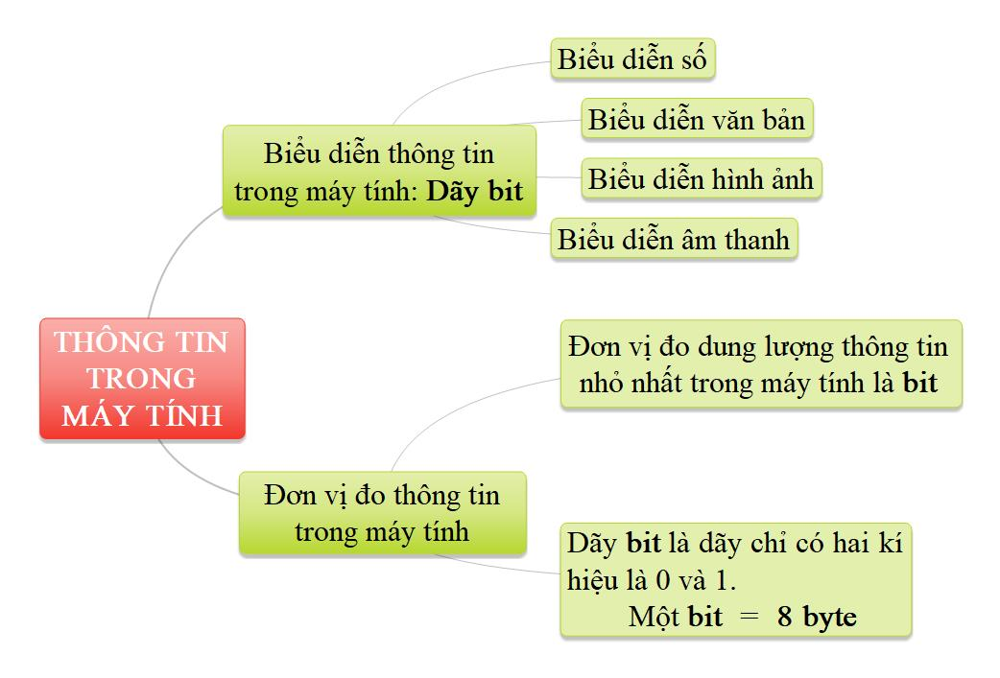 Biểu diễn số
Biểu diễn văn bản
Biểu diễn thông tin
trong máy tính: Dãy bit
Biểu diễn hình ảnh
Biểu diễn âm thanh
THÔNG TIN
TRONG
MÁY TÍNH
Đơn vị đo dung lượng thông tin
nhỏ nhất trong máy tính là bit
Đơn vị đo thông tin
trong máy tính
Dãy bit là dãy chỉ có hai kí
hiệu là 0 và 1.
Một bit = 8 byte